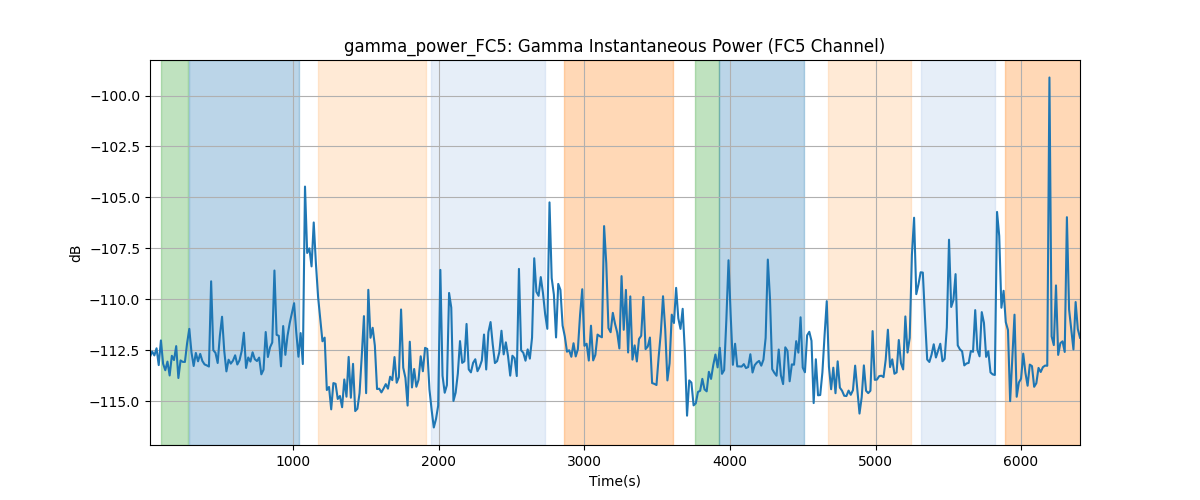 gamma_power_FC5: Gamma Instantaneous Power (FC5 Channel)
−100.0
−102.5
−105.0
−107.5
−110.0
−112.5
−115.0
dB
1000 2000 3000 4000 5000 6000
Time(s)